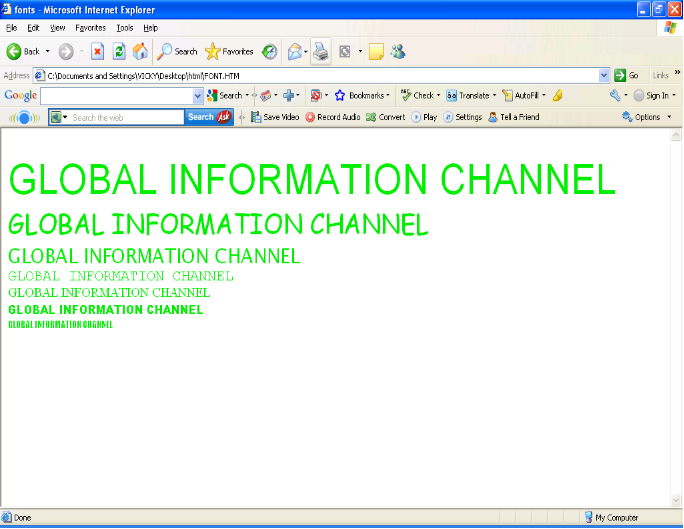 fonts - Microsoft Internet Explorer
File Edit View Favorites Tools Help
Back Search Favorites
Address C:\Documents and Settings\VICKY\Desktop\html\FONT.HTM Go Links »
Google Search Bookmarks Check Translate AutoFill Sign In
Search the web Search Ask Save Video Record Audio Convert Play Settings Tell a Friend Options
GLOBAL INFORMATION CHANNEL
GLOBAL INFORMATION CHANNEL
GLOBAL INFORMATION CHANNEL
GLOBAL INFORMATION CHANNEL
GLOBAL INFORMATION CHANNEL
GLOBAL INFORMATION CHANNEL
GLOBAL INFORMATION CHANNEL
Done My Computer